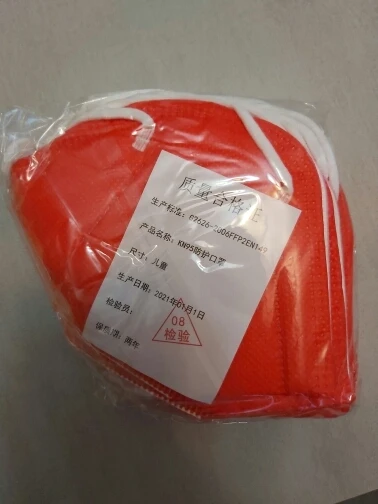 质量合格证
生产标准: 02626-2006FFP2EN149
产品名称: KN95防护口罩
尺寸: 儿童
生产日期: 2021年01月1日
检验员:
08
检验
保质期: 两年